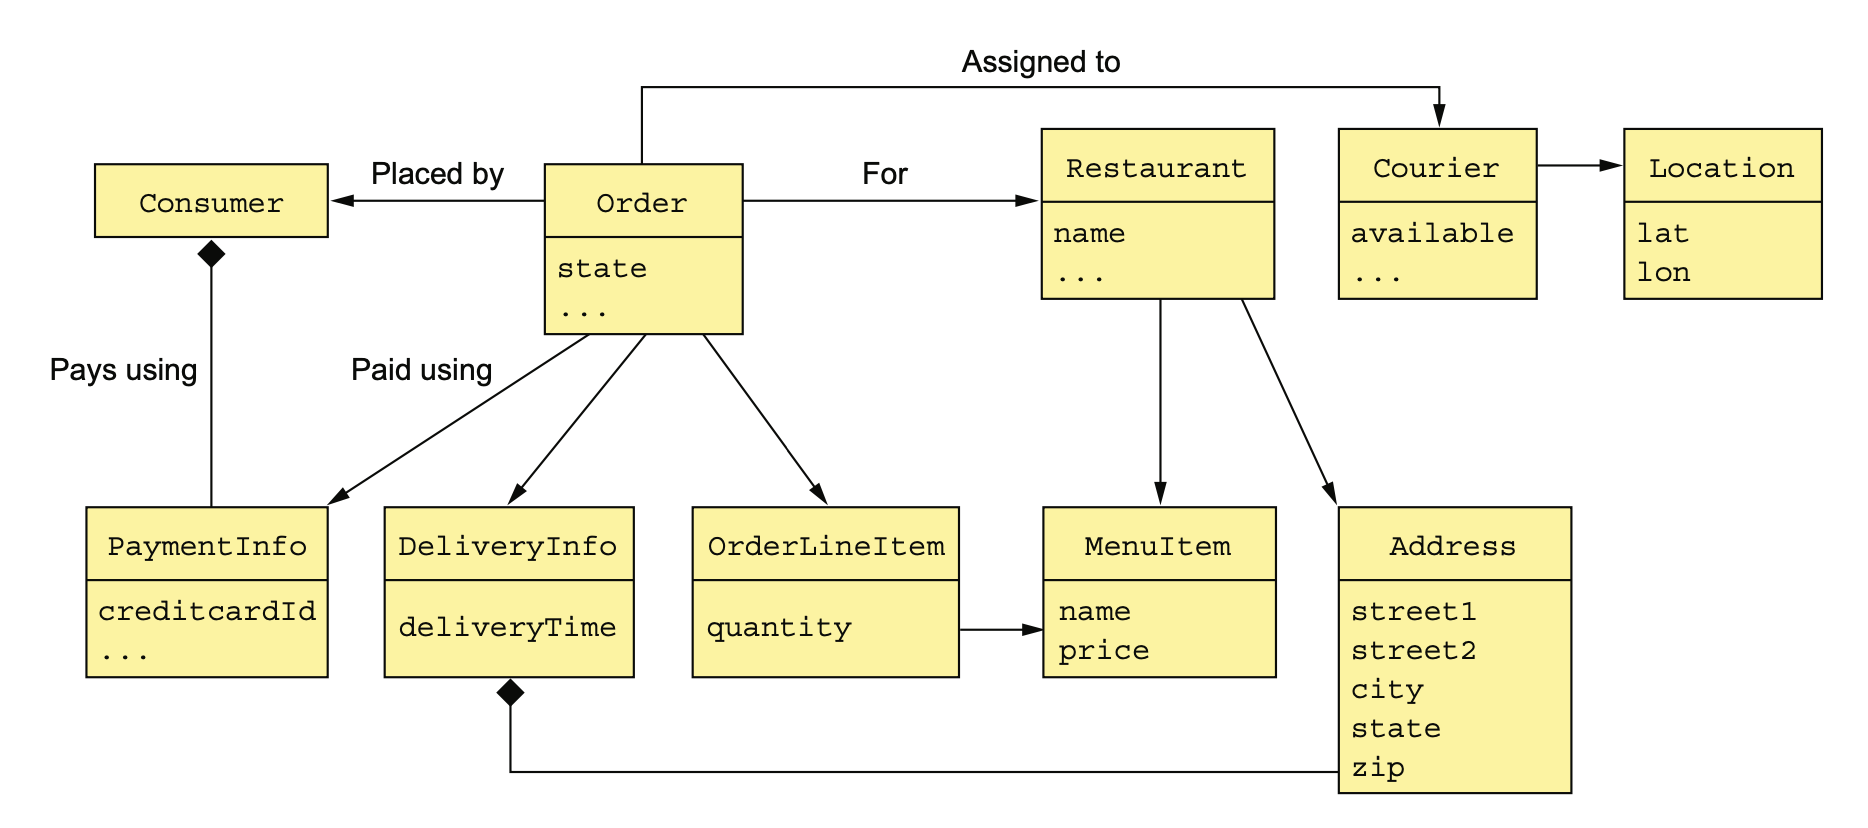 Assigned to
Consumer
Placed by
Order
state
...
For
Restaurant
name
...
Courier
available
...
Location
lat
lon
Pays using
Paid using
PaymentInfo
creditcardId
...
DeliveryInfo
deliveryTime
OrderLineItem
quantity
MenuItem
name
price
Address
street1
street2
city
state
zip